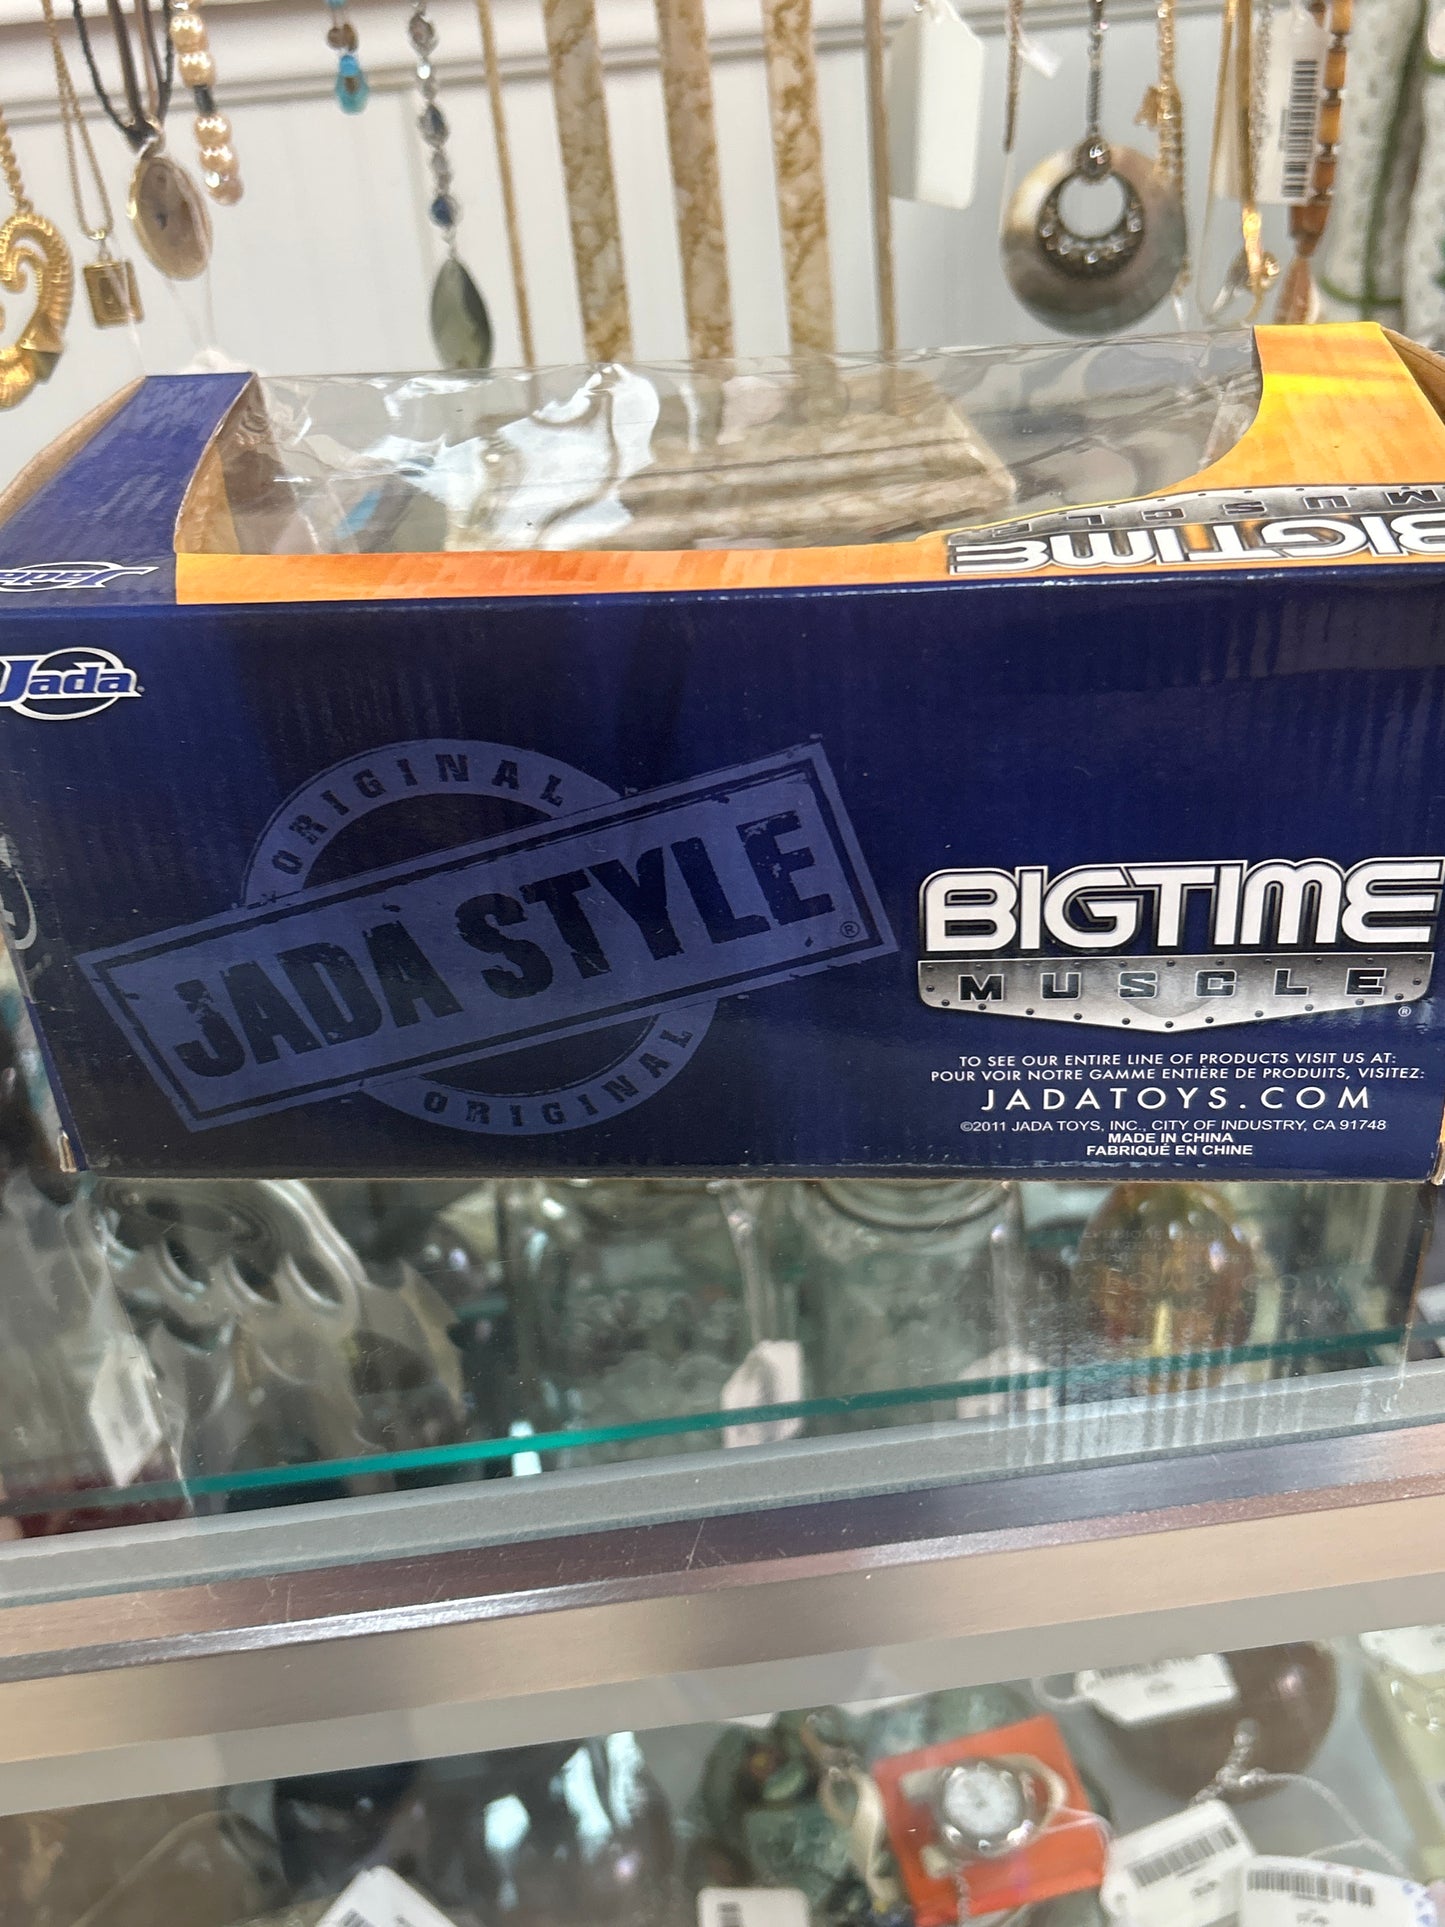 BIGTIME
MUSCLE
Jada
Jada
ORIGINAL
JADA STYLE®
ORIGINAL
BIGTIME
MUSCLE®
TO SEE OUR ENTIRE LINE OF PRODUCTS VISIT US AT:
POUR VOIR NOTRE GAMME ENTIÈRE DE PRODUITS, VISITEZ:
JADATOYS.COM
©2011 JADA TOYS, INC., CITY OF INDUSTRY, CA 91748
MADE IN CHINA
FABRIQUÉ EN CHINE